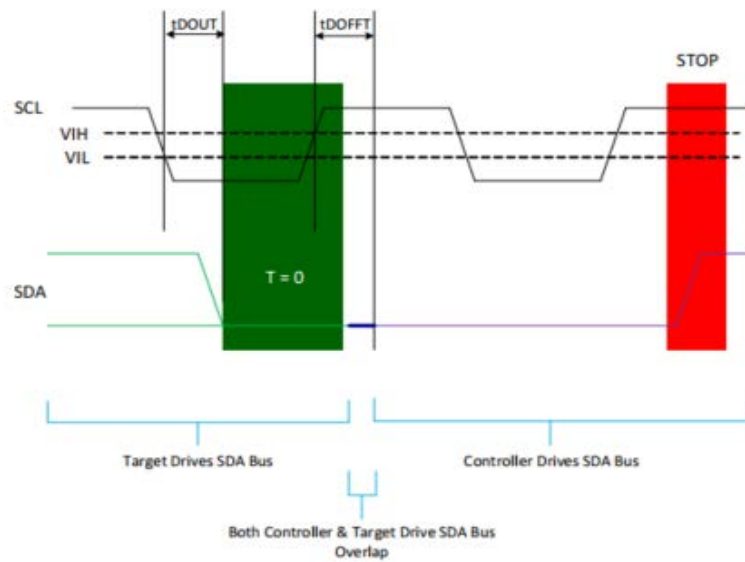 tDOUT
tDOFFT
STOP
SCL
VIH
VIL
T = 0
SDA
Target Drives SDA Bus
Controller Drives SDA Bus
Both Controller & Target Drive SDA Bus
Overlap